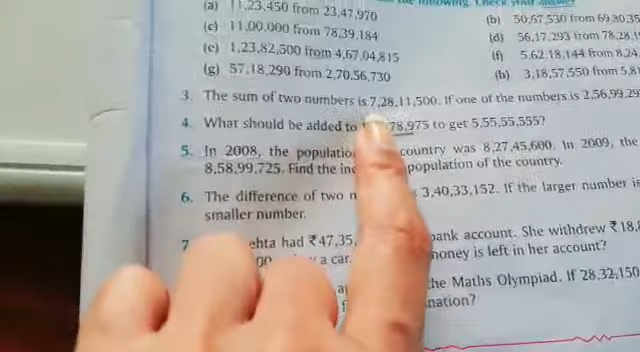 following. Check your answer
(a) 11,23,450 from 23,47,970 (b) 50,67,530 from 69,30,35
(c) 11,00,000 from 78,39,184 (d) 56,17,293 from 78,28,1
(e) 1,23,82,500 from 4,67,04,815 (f) 5,62,18,144 from 8,24,
(g) 57,18,290 from 2,70,56,730 (h) 3,18,57,550 from 5,81
3. The sum of two numbers is 7,28,11,500. If one of the numbers is 2,56,99,29
4. What should be added to 78,975 to get 5,55,55,555?
5. In 2008, the populatio country was 8,27,45,600. In 2009, the
8,58,99,725. Find the in population of the country.
6. The difference of two n 3,40,33,152. If the larger number is
smaller number.
7 ehta had ₹47,35, bank account. She withdrew ₹18,
00 a car. money is left in her account?
the Maths Olympiad. If 28,32,150
nation?